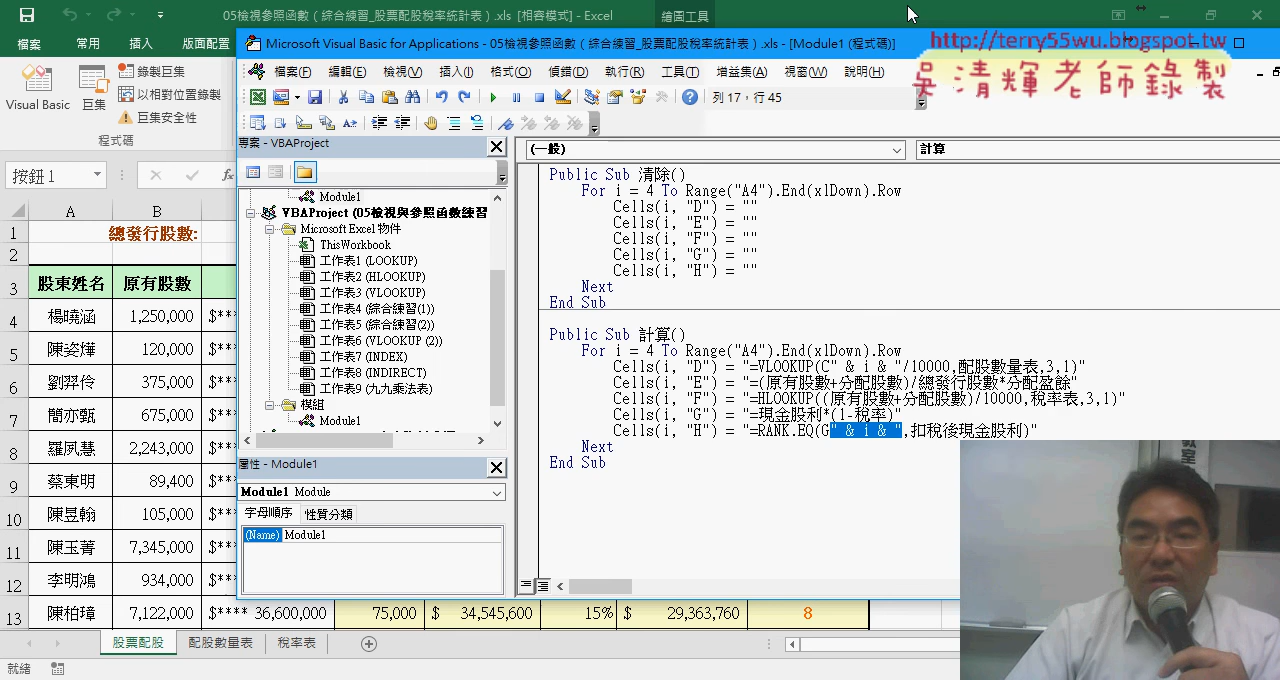 05檢視參照函數（綜合練習_股票配股稅率統計表）.xls [相容模式] - Excel
繪圖工具
檔案 常用 插入 版面配置
Visual Basic 巨集
錄製巨集
以相對位置錄
巨集安全性
程式碼
按鈕 1
Microsoft Visual Basic for Applications - 05檢視參照函數（綜合練習_股票配股稅率統計表）.xls - [Module1 (程式碼)]
http://terry55wu.blogspot.tw
吳清輝老師錄製
檔案(F) 編輯(E) 檢視(V) 插入(I) 格式(O) 偵錯(D) 執行(R) 工具(T) 增益集(A) 視窗(W) 說明(H)
列 17，行 45
專案 - VBAProject
Module1
VBAProject (05檢視與參照函數練習
Microsoft Excel 物件
ThisWorkbook
工作表1 (LOOKUP)
工作表2 (HLOOKUP)
工作表3 (VLOOKUP)
工作表4 (綜合練習(1))
工作表5 (綜合練習(2))
工作表6 (VLOOKUP (2))
工作表7 (INDEX)
工作表8 (INDIRECT)
工作表9 (九九乘法表)
模組
Module1
屬性 - Module1
Module1 Module
字母順序 性質分類
(Name) Module1
(一般) 計算
Public Sub 清除()
For i = 4 To Range("A4").End(xlDown).Row
Cells(i, "D") = ""
Cells(i, "E") = ""
Cells(i, "F") = ""
Cells(i, "G") = ""
Cells(i, "H") = ""
Next
End Sub
Public Sub 計算()
For i = 4 To Range("A4").End(xlDown).Row
Cells(i, "D") = "=VLOOKUP(C" & i & "/10000,配股數量表,3,1)"
Cells(i, "E") = "=(原有股數+分配股數)/總發行股數*分配盈餘"
Cells(i, "F") = "=HLOOKUP((原有股數+分配股數)/10000,稅率表,3,1)"
Cells(i, "G") = "=現金股利*(1-稅率)"
Cells(i, "H") = "=RANK.EQ(G" & i & ",扣稅後現金股利)"
Next
End Sub
A B
1 總發行股數:
2
3 股東姓名 原有股數
4 楊曉涵 1,250,000 $***
5 陳姿燁 120,000 $***
6 劉羿伶 375,000 $***
7 簡亦甄 675,000 $***
8 羅夙慧 2,243,000 $***
9 蔡東明 89,400 $***
10 陳昱翰 105,000 $***
11 陳玉菁 7,345,000 $***
12 李明鴻 934,000 $***
13 陳柏璋 7,122,000 $**** 36,600,000 75,000 $ 34,545,600 15% $ 29,363,760 8
股票配股 配股數量表 稅率表
就緒